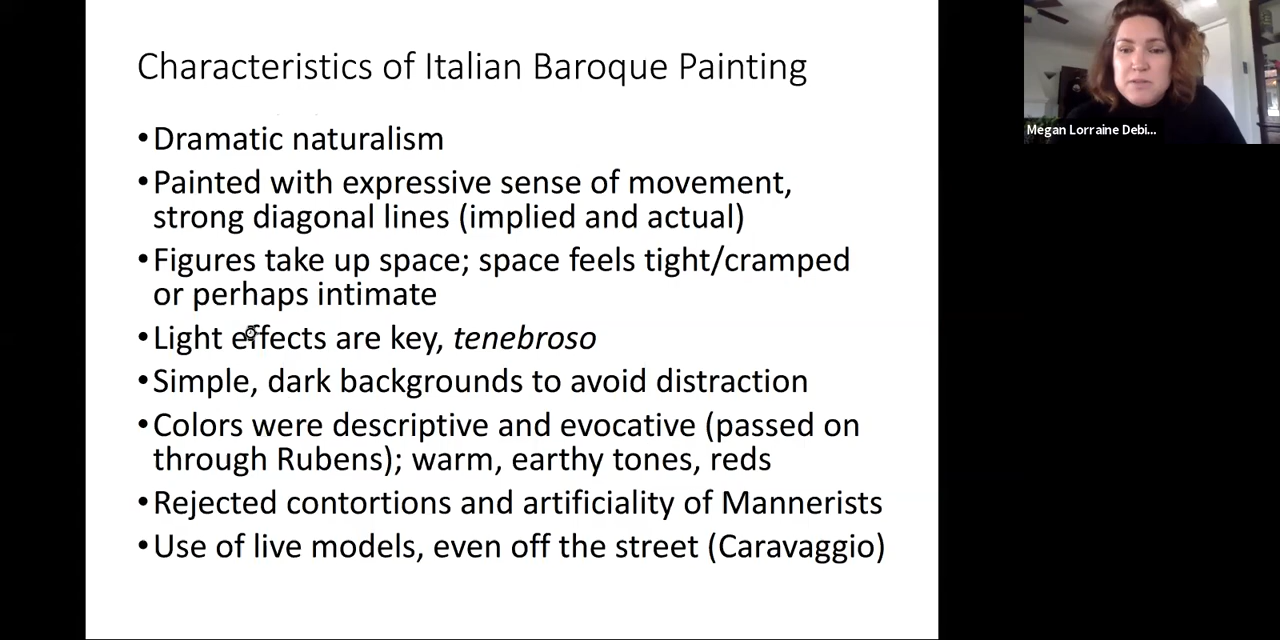 Characteristics of Italian Baroque Painting
•Dramatic naturalism
•Painted with expressive sense of movement,
strong diagonal lines (implied and actual)
•Figures take up space; space feels tight/cramped
or perhaps intimate
•Light effects are key, tenebroso
•Simple, dark backgrounds to avoid distraction
•Colors were descriptive and evocative (passed on
through Rubens); warm, earthy tones, reds
•Rejected contortions and artificiality of Mannerists
•Use of live models, even off the street (Caravaggio)
Megan Lorraine Debi...